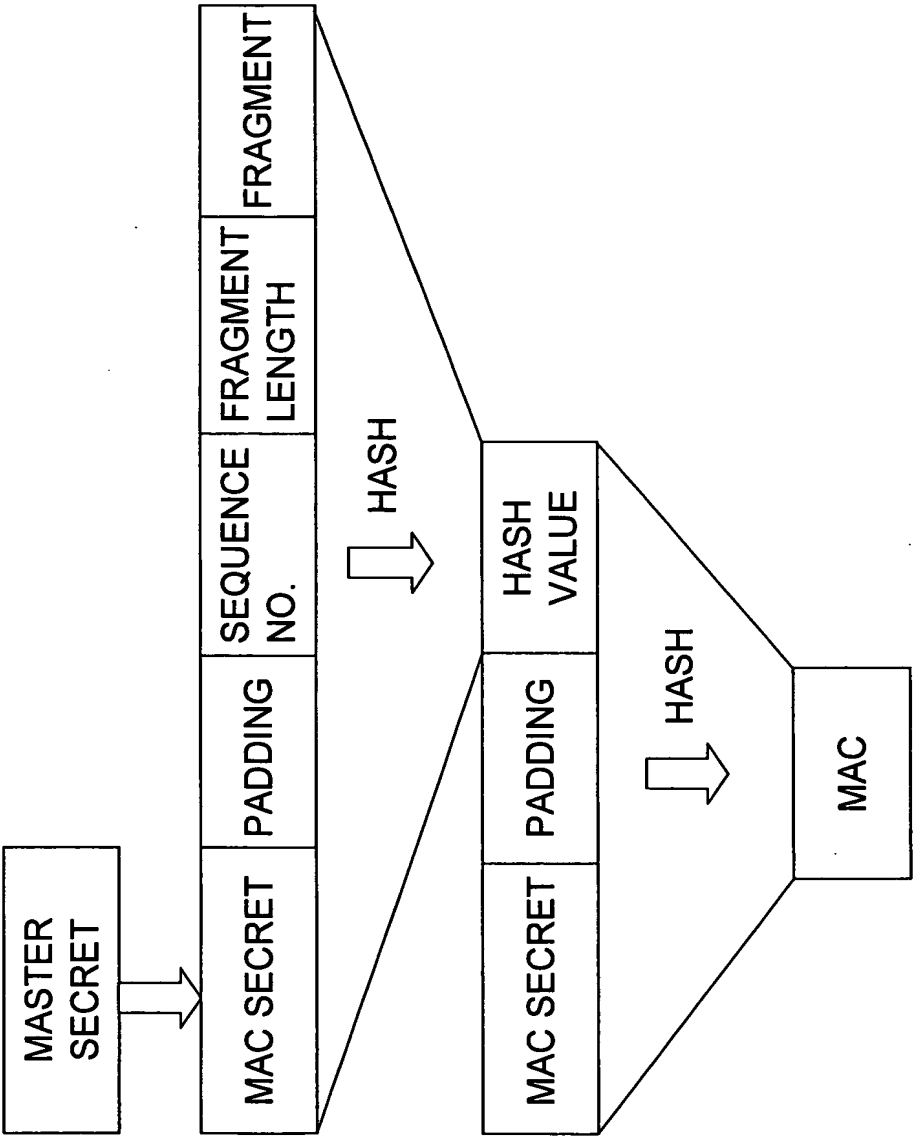 MASTER
SECRET
MAC SECRET
PADDING
SEQUENCE
NO.
FRAGMENT
LENGTH
FRAGMENT
HASH
MAC SECRET
PADDING
HASH
VALUE
HASH
MAC